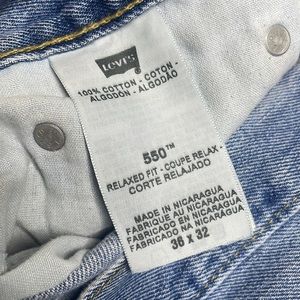 Levi's
100% COTTON - COTON -
ALGODÓN - ALGODÃO
550™
RELAXED FIT - COUPE RELAX -
CORTE RELAJADO
MADE IN NICARAGUA
FABRIQUÉ AU NICARAGUA
FABRICADO EN NICARAGUA
FABRICADO NA NICARÁGUA
36 X 32